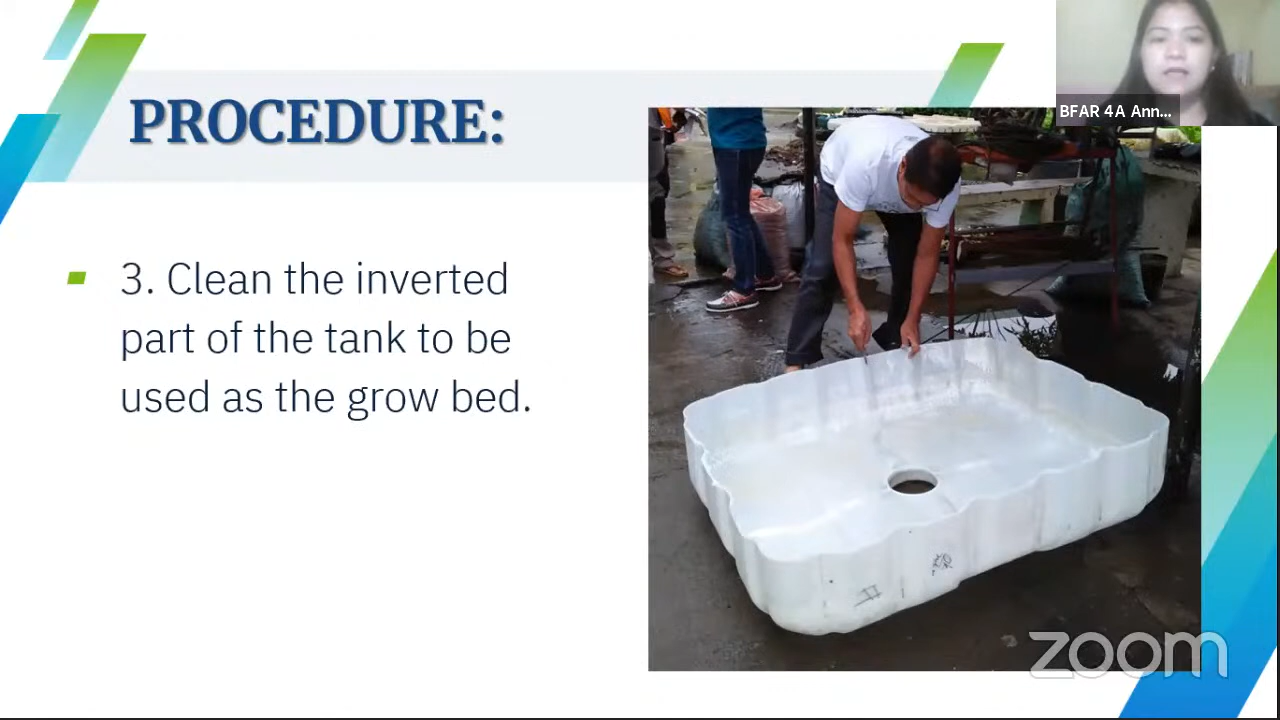 PROCEDURE:
3. Clean the inverted
part of the tank to be
used as the grow bed.
BFAR 4A Ann...
zoom